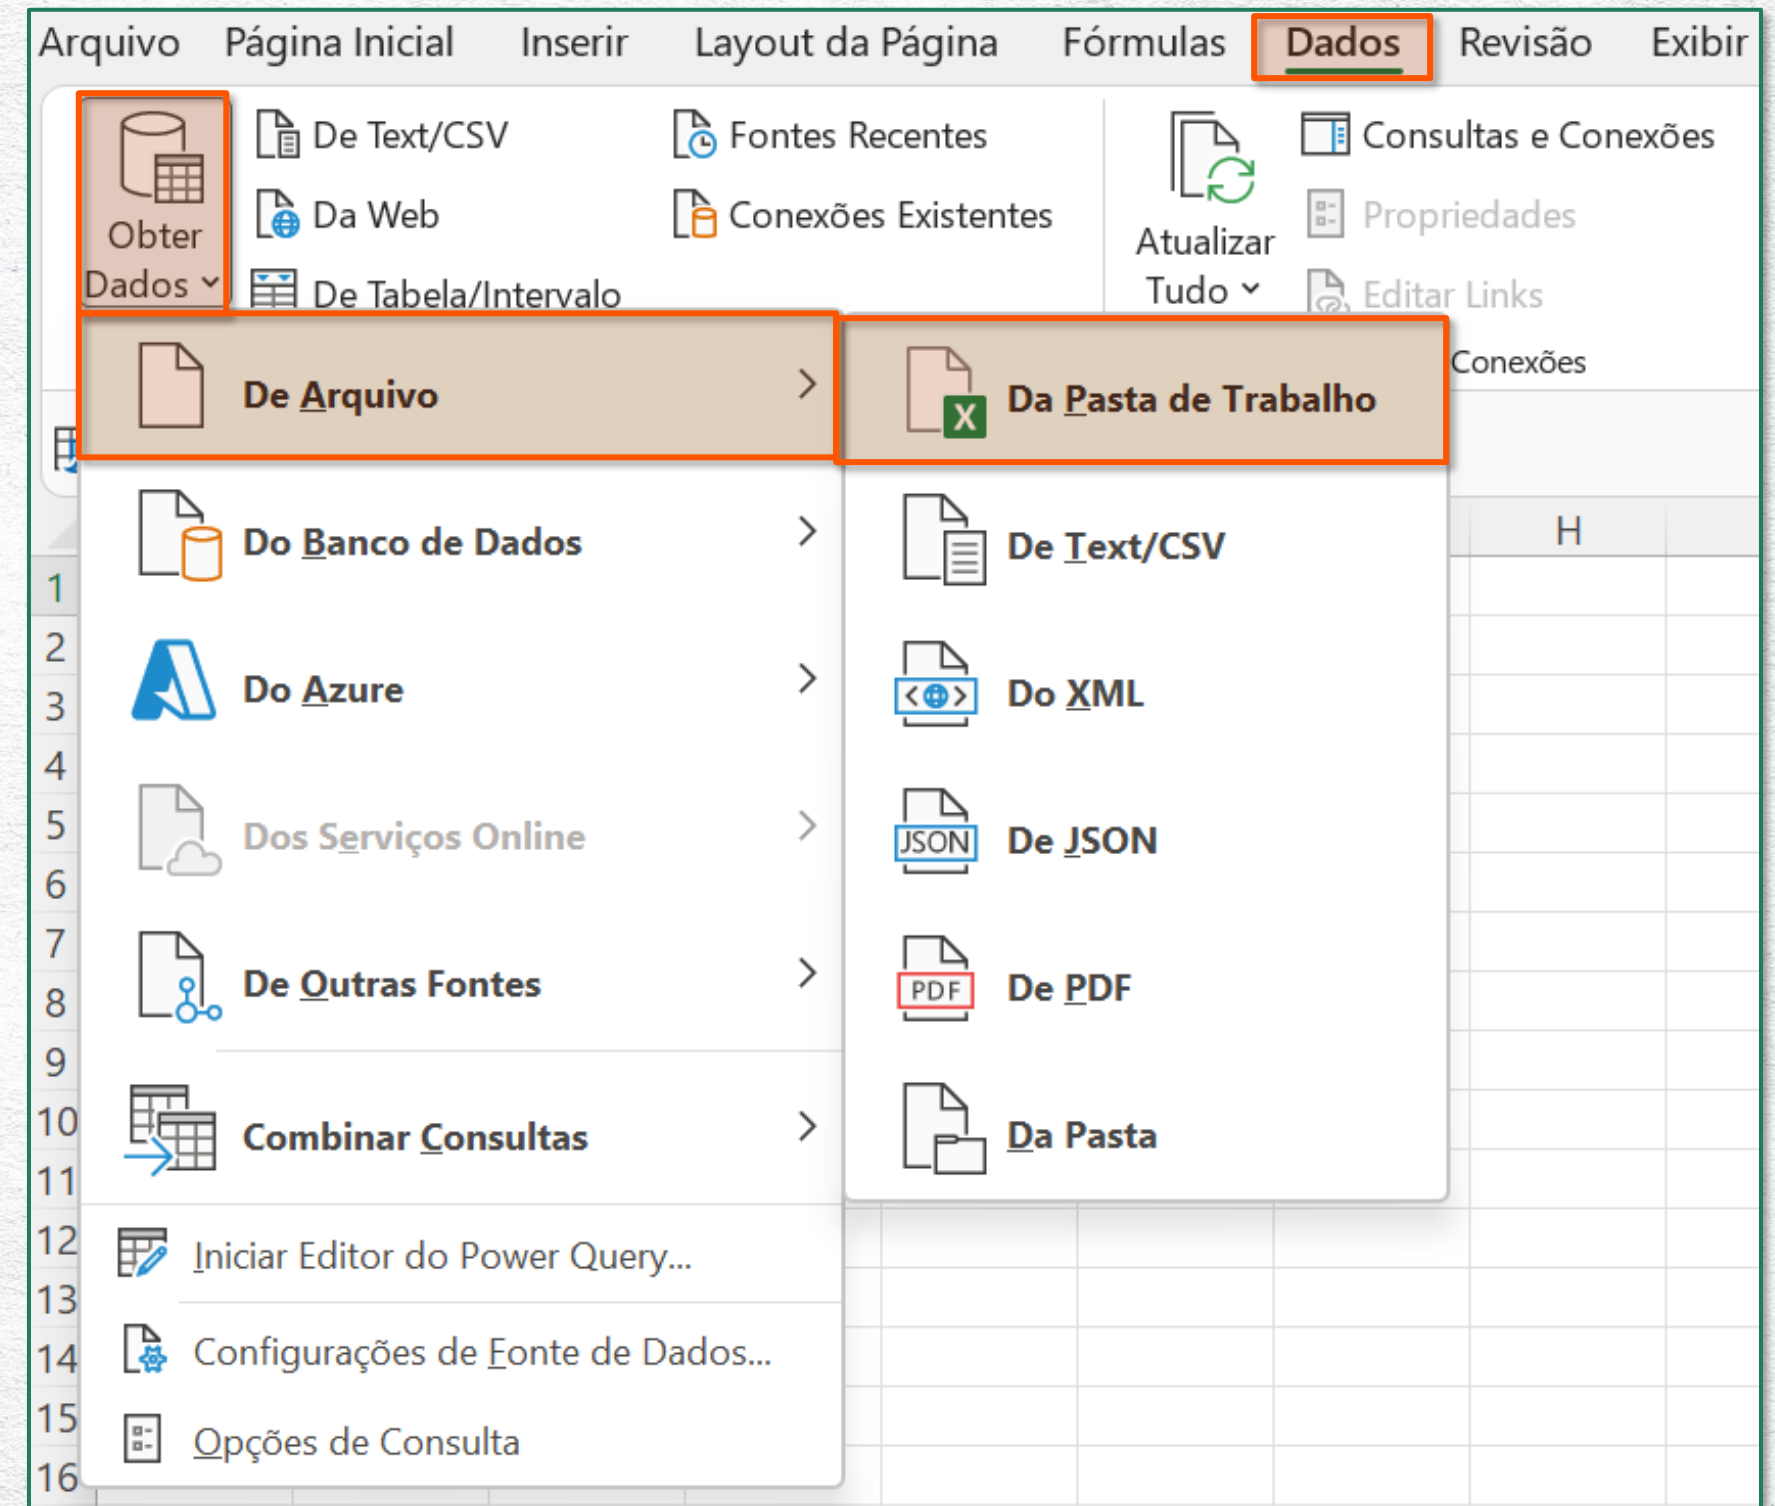 Arquivo Página Inicial Inserir Layout da Página Fórmulas Dados Revisão Exibir
De Text/CSV Fontes Recentes Consultas e Conexões
Da Web Conexões Existentes Propriedades
Obter
Dados
De Tabela/Intervalo
Atualizar
Tudo
Editar Links
Conexões
De Arquivo
Do Banco de Dados
Do Azure
Dos Serviços Online
De Outras Fontes
Combinar Consultas
Iniciar Editor do Power Query...
Configurações de Fonte de Dados...
Opções de Consulta
X
Da Pasta de Trabalho
De Text/CSV
Do XML
JSON
De JSON
PDF
De PDF
Da Pasta
H
1
2
3
4
5
6
7
8
9
10
11
12
13
14
15
16